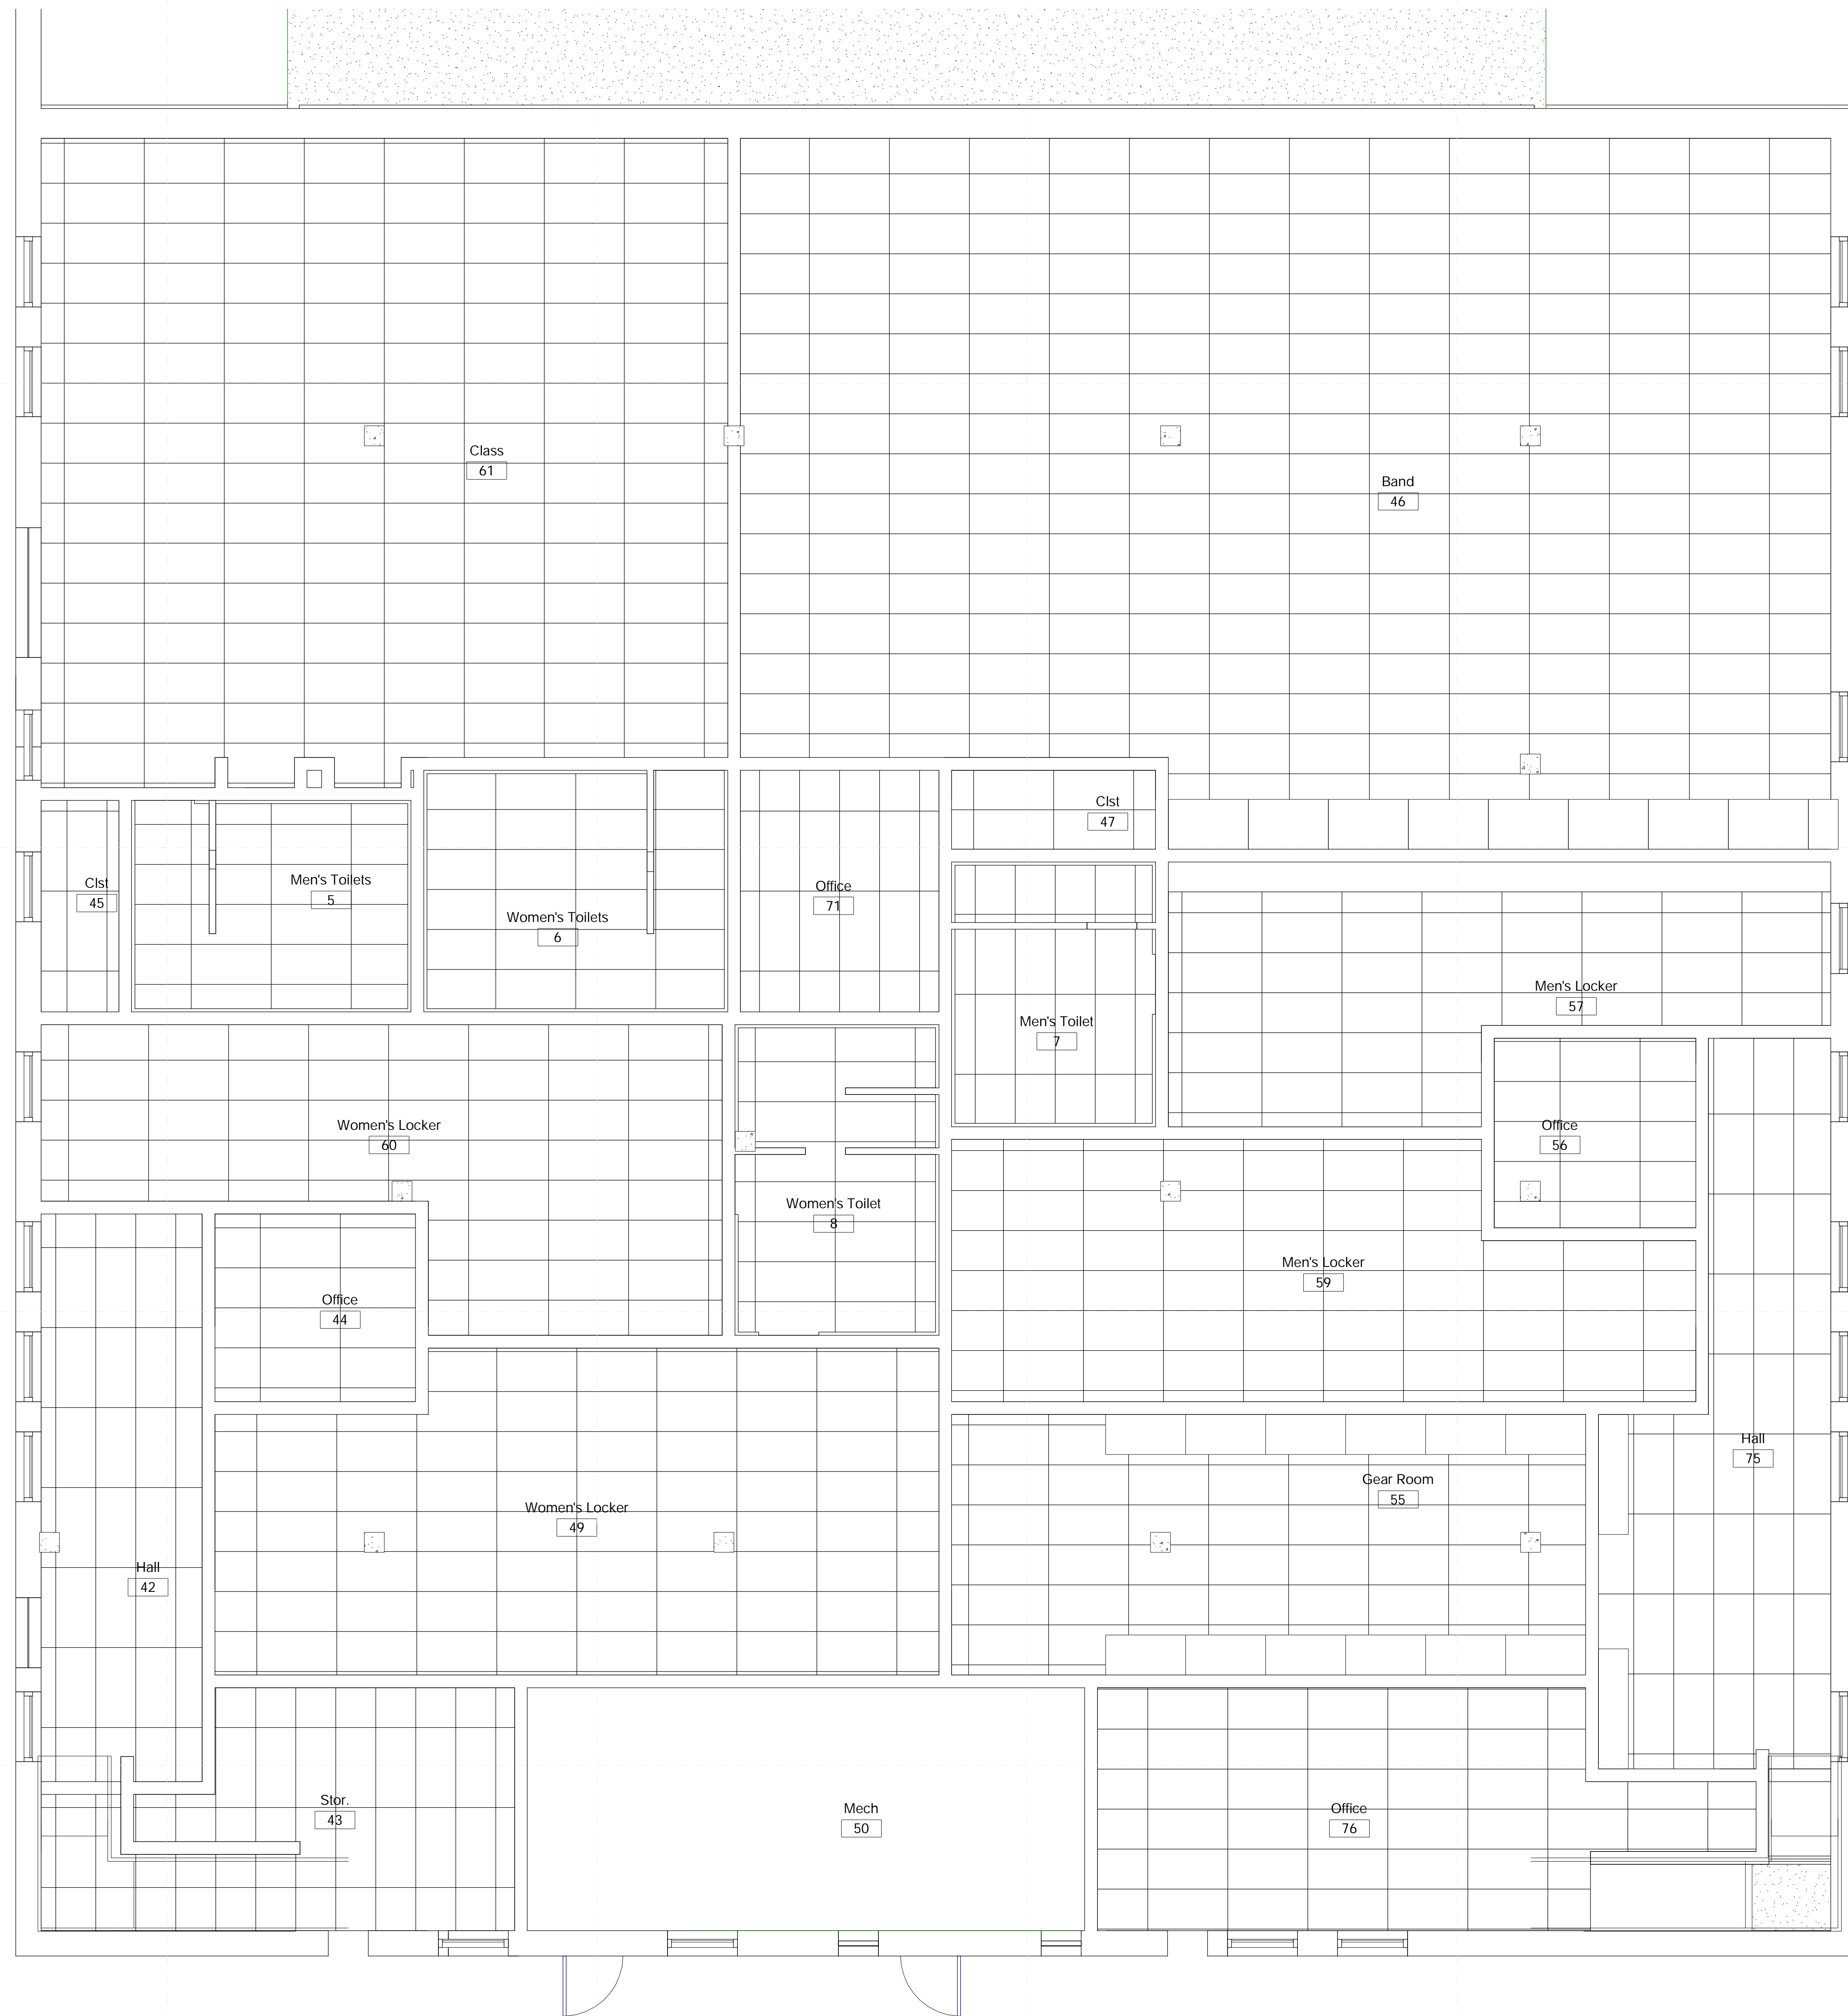 Class
61
Band
46
Clst
47
Clst
45
Men's Toilets
5
Women's Toilets
6
Office
71
Men's Toilet
7
Men's Locker
57
Women's Locker
60
Office
56
Women's Toilet
8
Men's Locker
59
Office
44
Hall
75
Gear Room
55
Women's Locker
49
Hall
42
Stor.
43
Mech
50
Office
76